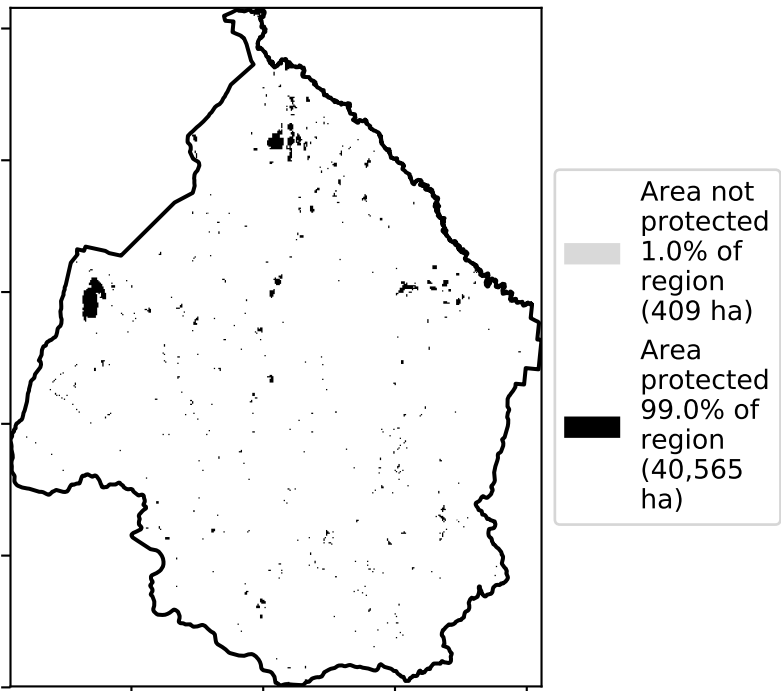 Area not
protected
1.0% of
region
(409 ha)
Area
protected
99.0% of
region
(40,565
ha)